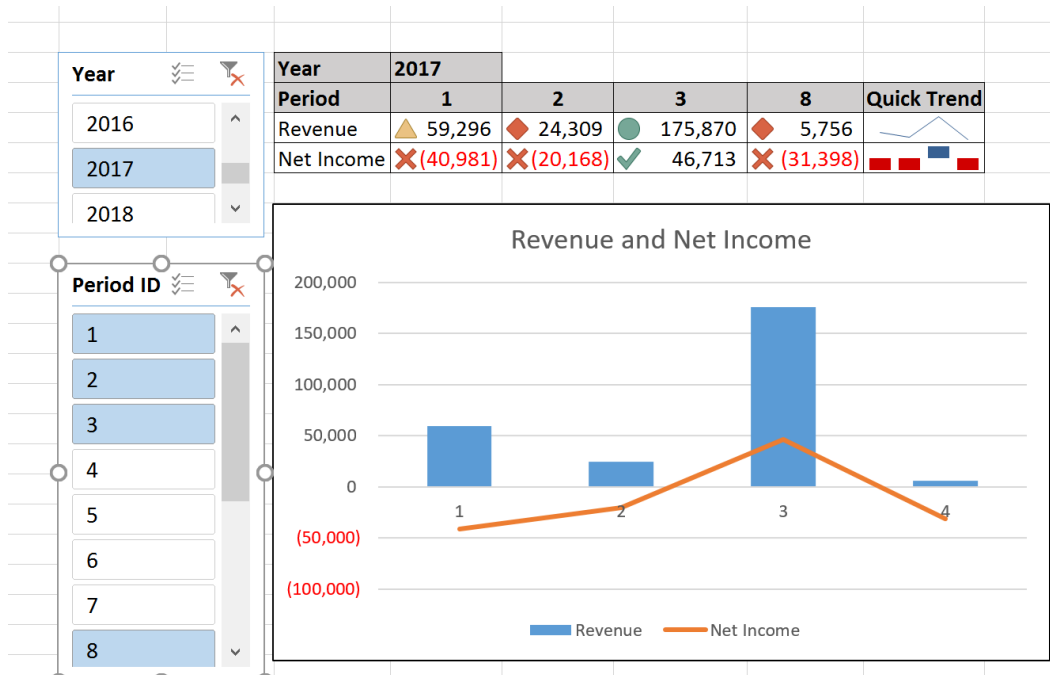 Year
2016
2017
2018
Period ID
1
2
3
4
5
6
7
8
Year 2017
Period 1 2 3 8 Quick Trend
Revenue 59,296 24,309 175,870 5,756
Net Income (40,981) (20,168) 46,713 (31,398)
Revenue and Net Income
200,000
150,000
100,000
50,000
0
1 2 3 4
(50,000)
(100,000)
Revenue Net Income